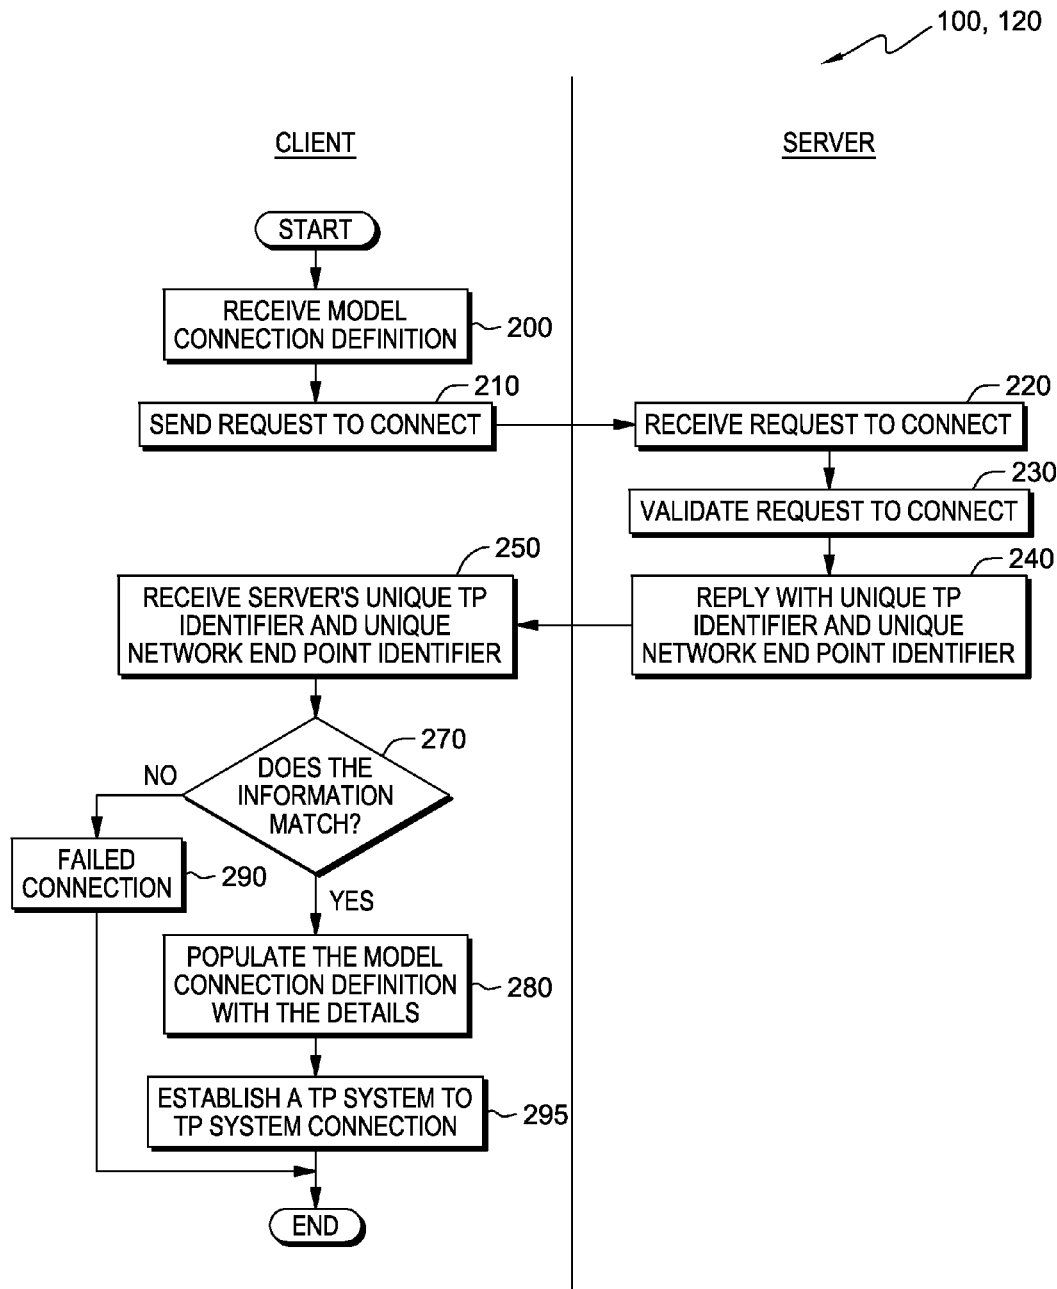 100, 120
CLIENT
SERVER
START
RECEIVE MODEL
CONNECTION DEFINITION
200
210
SEND REQUEST TO CONNECT
220
RECEIVE REQUEST TO CONNECT
230
VALIDATE REQUEST TO CONNECT
240
REPLY WITH UNIQUE TP
IDENTIFIER AND UNIQUE
NETWORK END POINT IDENTIFIER
250
RECEIVE SERVER'S UNIQUE TP
IDENTIFIER AND UNIQUE
NETWORK END POINT IDENTIFIER
270
DOES THE
INFORMATION
MATCH?
NO
FAILED
CONNECTION
290
YES
POPULATE THE MODEL
CONNECTION DEFINITION
WITH THE DETAILS
280
ESTABLISH A TP SYSTEM TO
TP SYSTEM CONNECTION
295
END